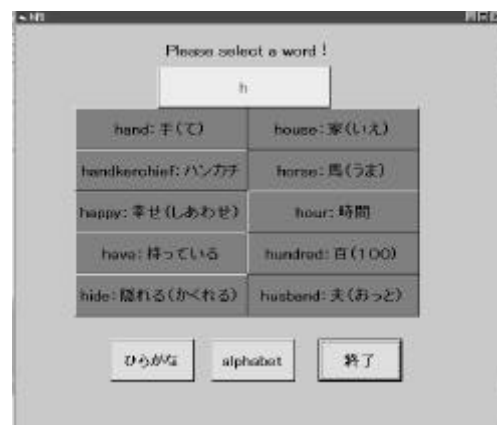 Please select a word !
h
hand: 手(て)
house: 家(いえ)
handkerchief: ハンカチ
horse: 馬(うま)
happy: 幸せ(しあわせ)
hour: 時間
have: 持っている
hundred: 百(100)
hide: 隠れる(かくれる)
husband: 夫(おっと)
ひらがな
alphabet
終了